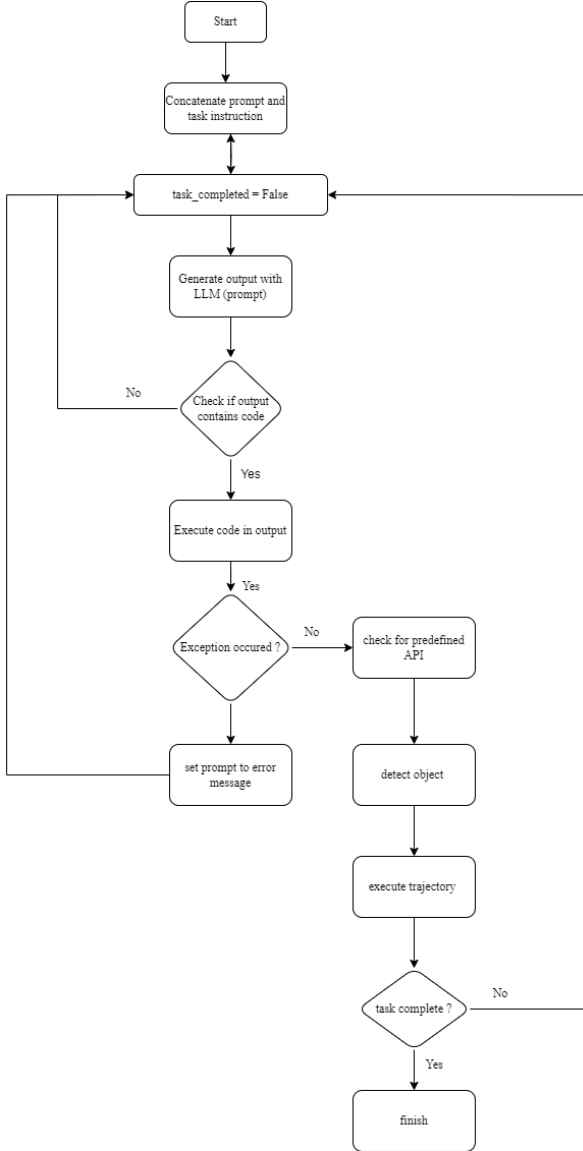 Start
Concatenate prompt and
task instruction
task_completed = False
Generate output with
LLM (prompt)
No
Check if output
contains code
Yes
Execute code in output
Yes
Exception occured ?
No
check for predefined
API
set prompt to error
message
detect object
execute trajectory
task complete ?
No
Yes
finish